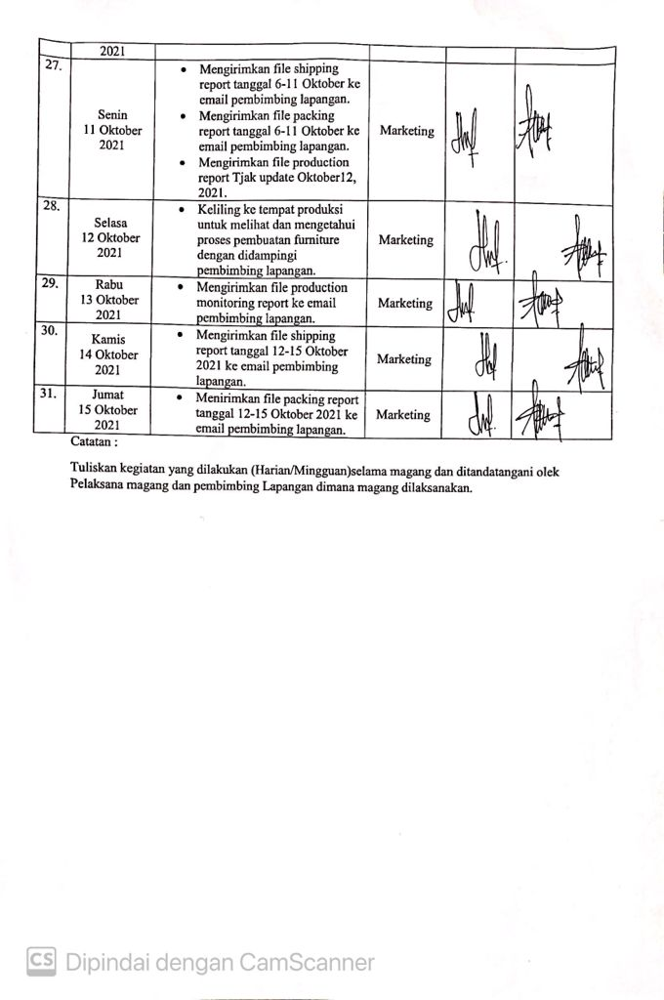 2021
27.
Senin
11 Oktober
2021
• Mengirimkan file shipping
report tanggal 6-11 Oktober ke
email pembimbing lapangan.
• Mengirimkan file packing
report tanggal 6-11 Oktober ke
email pembimbing lapangan.
• Mengirimkan file production
report Tjak update Oktober12,
2021.
Marketing
28.
Selasa
12 Oktober
2021
• Keliling ke tempat produksi
untuk melihat dan mengetahui
proses pembuatan furniture
dengan didampingi
pembimbing lapangan.
Marketing
29.
Rabu
13 Oktober
2021
• Mengirimkan file production
monitoring report ke email
pembimbing lapangan.
Marketing
30.
Kamis
14 Oktober
2021
• Mengirimkan file shipping
report tanggal 12-15 Oktober
2021 ke email pembimbing
lapangan.
Marketing
31.
Jumat
15 Oktober
2021
• Menirimkan file packing report
tanggal 12-15 Oktober 2021 ke
email pembimbing lapangan.
Marketing
Catatan :
Tuliskan kegiatan yang dilakukan (Harian/Mingguan)selama magang dan ditandatangani olek
Pelaksana magang dan pembimbing Lapangan dimana magang dilaksanakan.
CS Dipindai dengan CamScanner